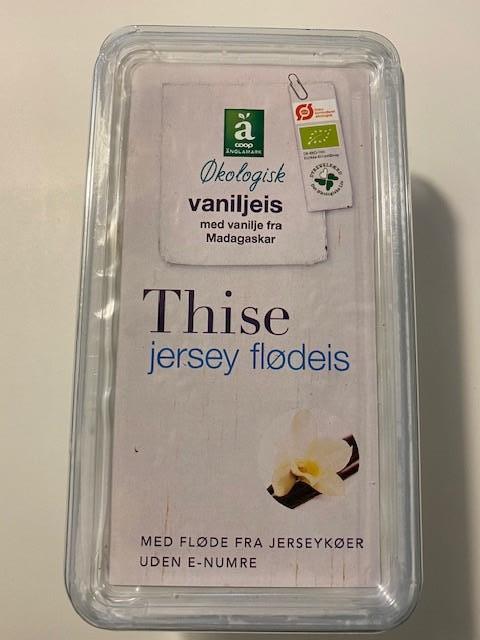 å
coop
ÄNGLAMARK
Økologisk
vaniljeis
med vanilje fra
Madagaskar
Ø
Thise
jersey flødeis
MED FLØDE FRA JERSEYKØER
UDEN E-NUMRE